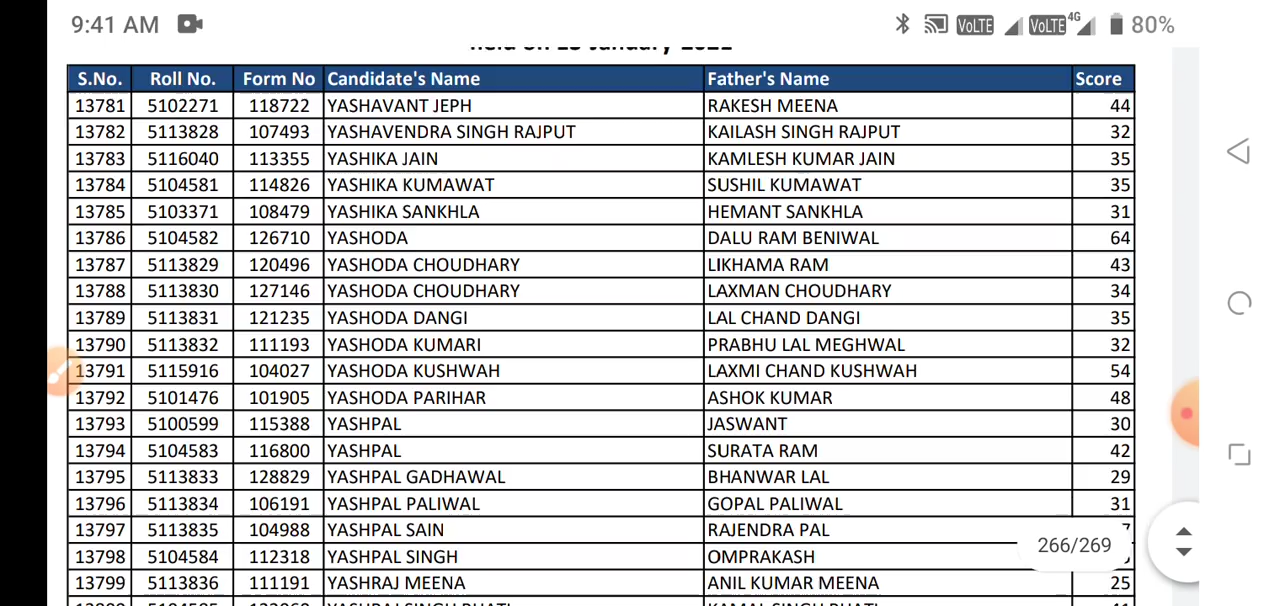 9:41 AM VoLTE VoLTE 4G 80%
held on 13 January 2021
S.No. Roll No. Form No Candidate's Name Father's Name Score
13781 5102271 118722 YASHAVANT JEPH RAKESH MEENA 44
13782 5113828 107493 YASHAVENDRA SINGH RAJPUT KAILASH SINGH RAJPUT 32
13783 5116040 113355 YASHIKA JAIN KAMLESH KUMAR JAIN 35
13784 5104581 114826 YASHIKA KUMAWAT SUSHIL KUMAWAT 35
13785 5103371 108479 YASHIKA SANKHLA HEMANT SANKHLA 31
13786 5104582 126710 YASHODA DALU RAM BENIWAL 64
13787 5113829 120496 YASHODA CHOUDHARY LIKHAMA RAM 43
13788 5113830 127146 YASHODA CHOUDHARY LAXMAN CHOUDHARY 34
13789 5113831 121235 YASHODA DANGI LAL CHAND DANGI 35
13790 5113832 111193 YASHODA KUMARI PRABHU LAL MEGHWAL 32
13791 5115916 104027 YASHODA KUSHWAH LAXMI CHAND KUSHWAH 54
13792 5101476 101905 YASHODA PARIHAR ASHOK KUMAR 48
13793 5100599 115388 YASHPAL JASWANT 30
13794 5104583 116800 YASHPAL SURATA RAM 42
13795 5113833 128829 YASHPAL GADHAWAL BHANWAR LAL 29
13796 5113834 106191 YASHPAL PALIWAL GOPAL PALIWAL 31
13797 5113835 104988 YASHPAL SAIN RAJENDRA PAL
13798 5104584 112318 YASHPAL SINGH OMPRAKASH
266/269
13799 5113836 111191 YASHRAJ MEENA ANIL KUMAR MEENA 25